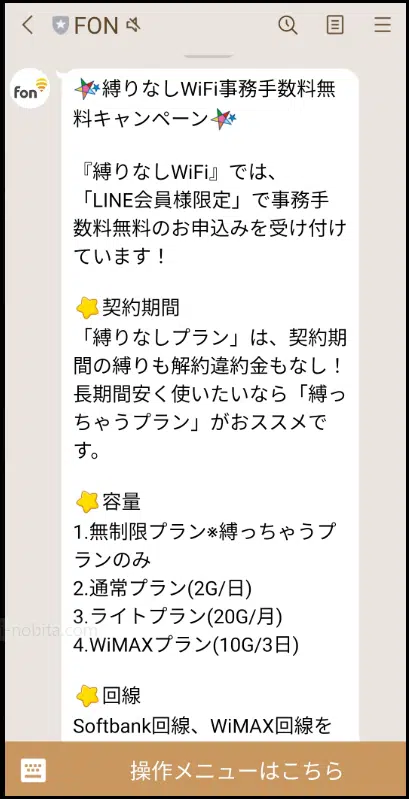 FON
fon
縛りなしWiFi事務手数料無
料キャンペーン
『縛りなしWiFi』では、
「LINE会員様限定」で事務手
数料無料のお申込みを受け付け
ています！
契約期間
「縛りなしプラン」は、契約期
間の縛りも解約違約金もなし！
長期間安く使いたいなら「縛っ
ちゃうプラン」がおススメで
す。
容量
1.無制限プラン※縛っちゃうプ
ランのみ
2.通常プラン(2G/日)
3.ライトプラン(20G/月)
4.WiMAXプラン(10G/3日)
回線
Softbank回線、WiMAX回線を
操作メニューはこちら